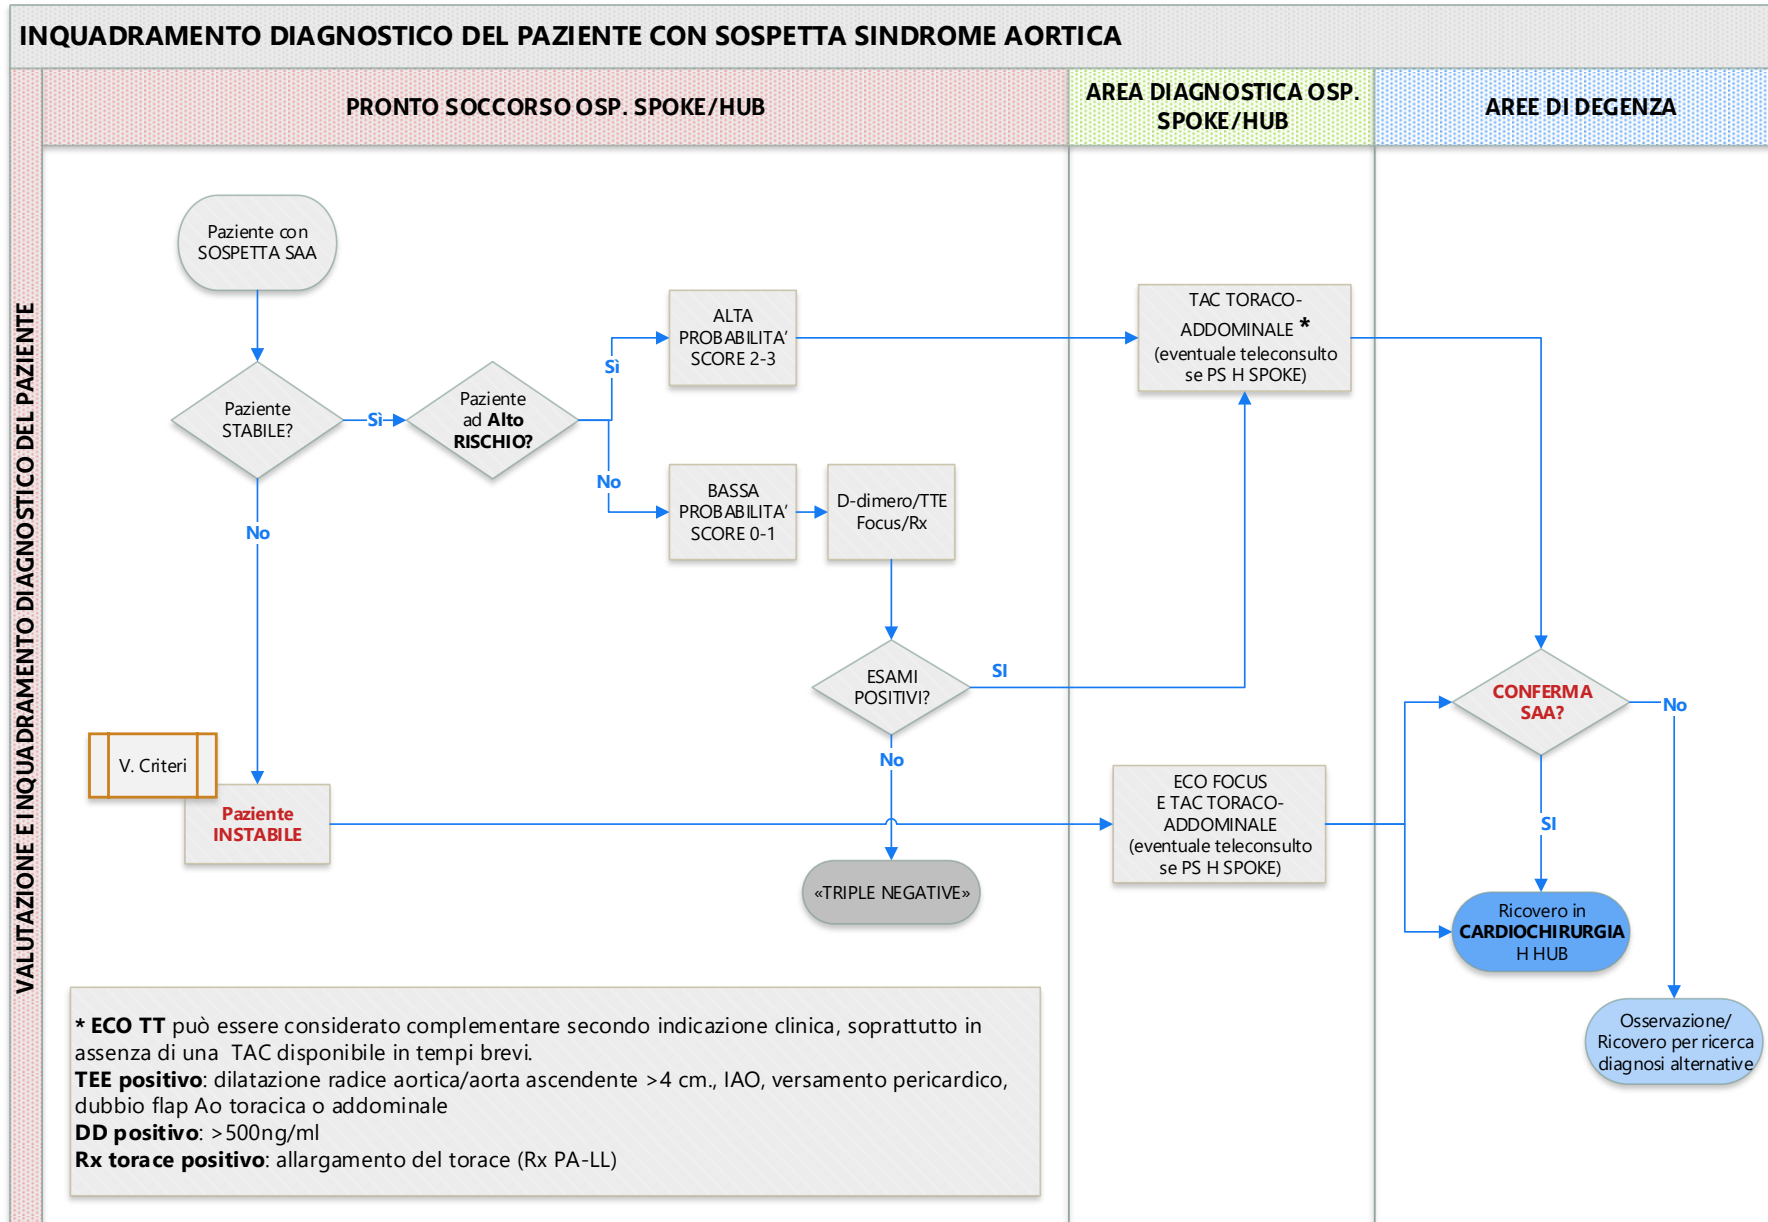 INQUADRAMENTO DIAGNOSTICO DEL PAZIENTE CON SOSPETTA SINDROME AORTICA
VALUTAZIONE E INQUADRAMENTO DIAGNOSTICO DEL PAZIENTE
PRONTO SOCCORSO OSP. SPOKE/HUB
AREA DIAGNOSTICA OSP.
SPOKE/HUB
AREE DI DEGENZA
Paziente con
SOSPETTA SAA
Paziente
STABILE?
Sì
No
Paziente
ad Alto
RISCHIO?
Sì
No
ALTA
PROBABILITA’
SCORE 2-3
BASSA
PROBABILITA’
SCORE 0-1
D-dimero/TTE
Focus/Rx
ESAMI
POSITIVI?
SI
No
«TRIPLE NEGATIVE»
V. Criteri
Paziente
INSTABILE
TAC TORACO-
ADDOMINALE *
(eventuale teleconsulto
se PS H SPOKE)
ECO FOCUS
E TAC TORACO-
ADDOMINALE
(eventuale teleconsulto
se PS H SPOKE)
CONFERMA
SAA?
No
SI
Ricovero in
CARDIOCHIRURGIA
H HUB
Osservazione/
Ricovero per ricerca
diagnosi alternative
* ECO TT può essere considerato complementare secondo indicazione clinica, soprattutto in
assenza di una TAC disponibile in tempi brevi.
TEE positivo: dilatazione radice aortica/aorta ascendente >4 cm., IAO, versamento pericardico,
dubbio flap Ao toracica o addominale
DD positivo: >500ng/ml
Rx torace positivo: allargamento del torace (Rx PA-LL)